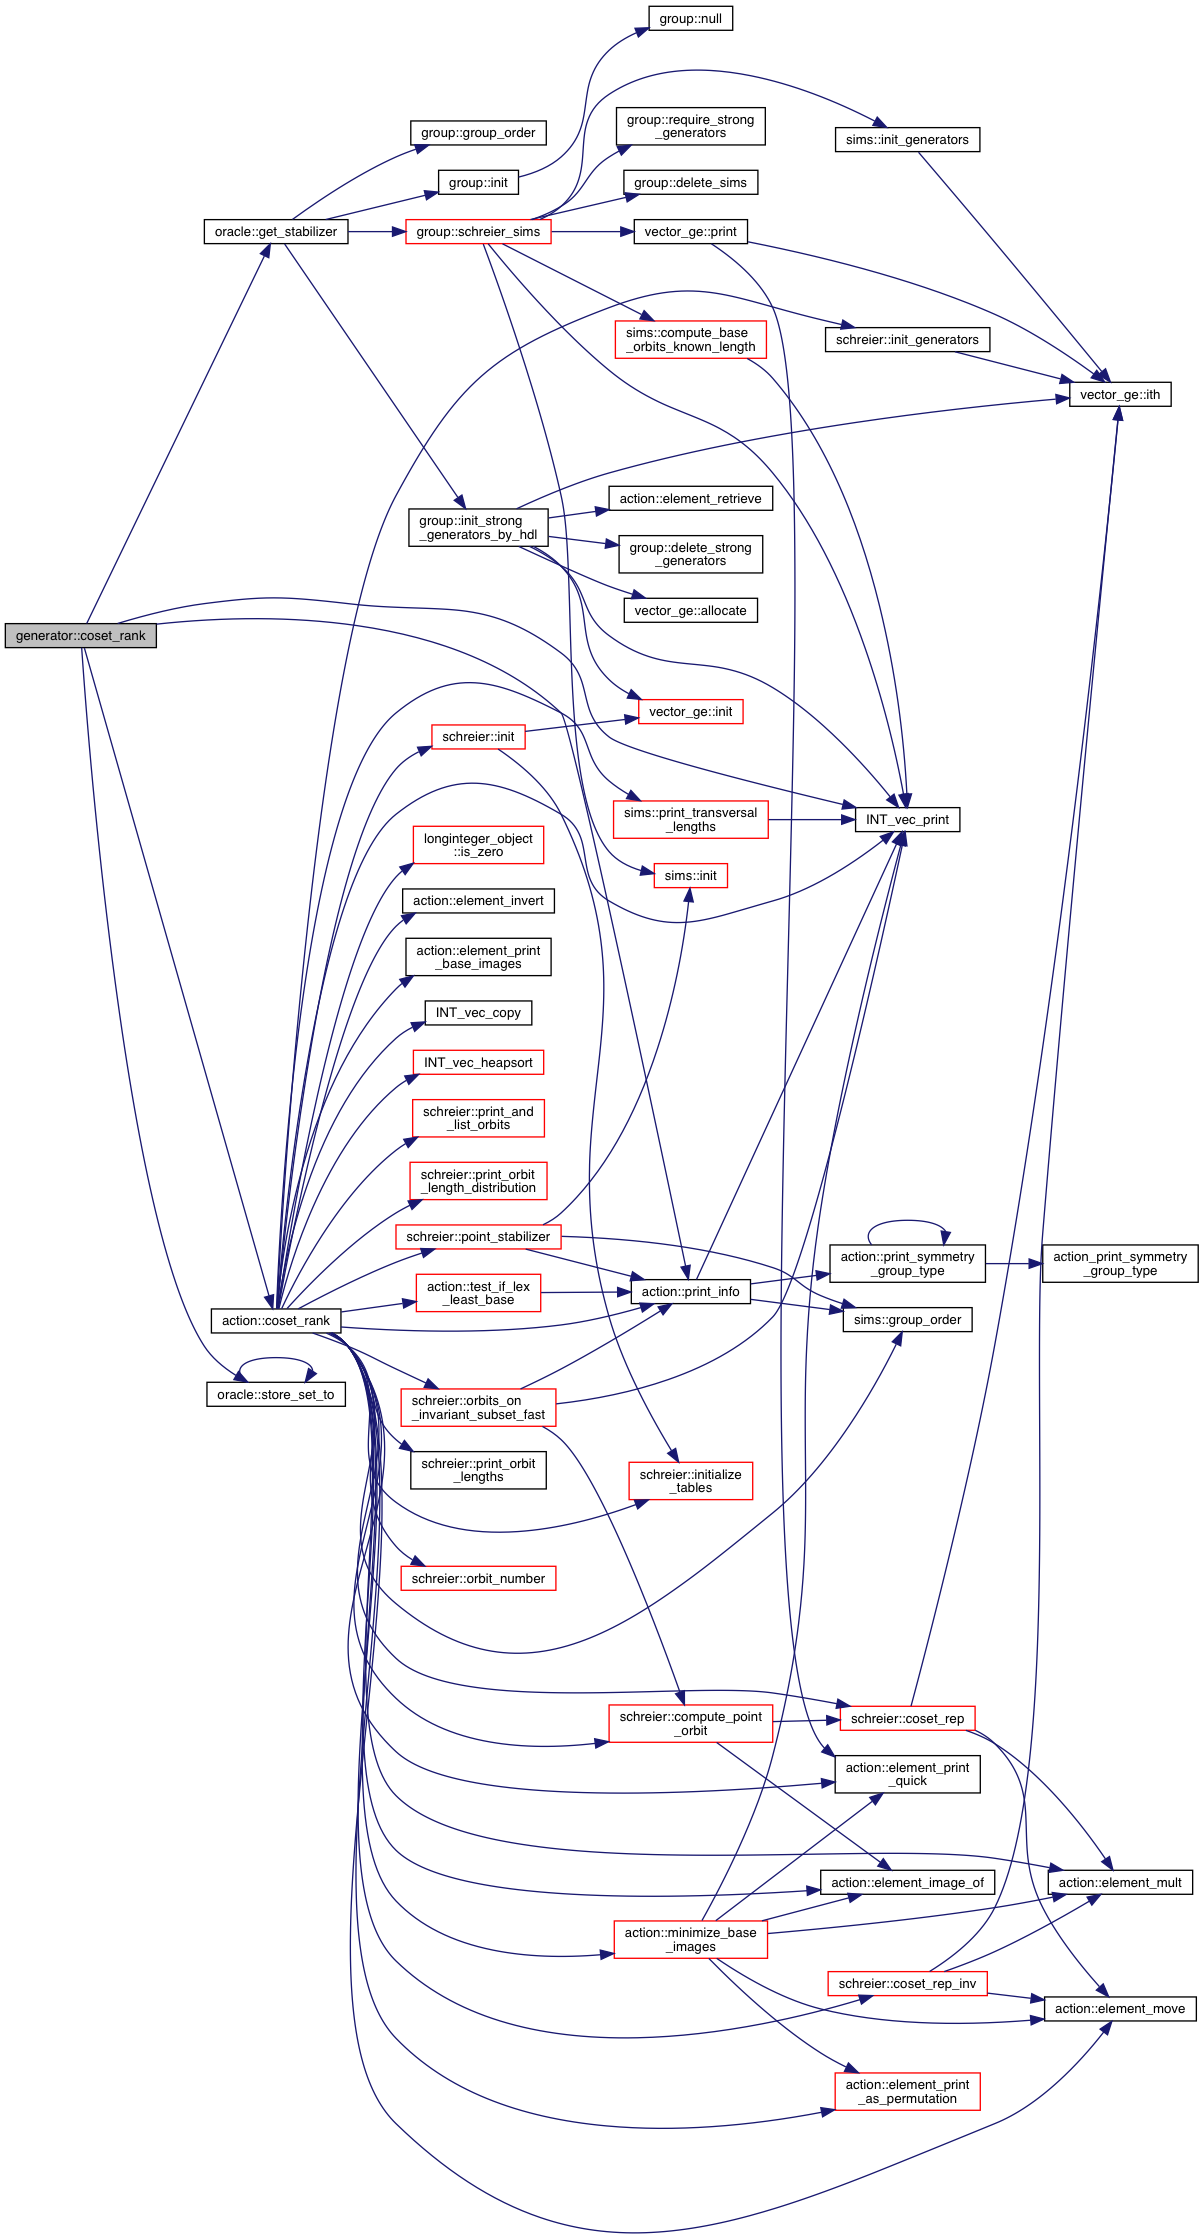 group::null
group::group_order
group::require_strong
_generators
sims::init_generators
group::init
group::delete_sims
oracle::get_stabilizer
group::schreier_sims
vector_ge::print
sims::compute_base
_orbits_known_length
schreier::init_generators
vector_ge::ith
action::element_retrieve
group::init_strong
_generators_by_hdl
group::delete_strong
_generators
vector_ge::allocate
generator::coset_rank
vector_ge::init
schreier::init
sims::print_transversal
_lengths
INT_vec_print
longinteger_object
::is_zero
sims::init
action::element_invert
action::element_print
_base_images
INT_vec_copy
INT_vec_heapsort
schreier::print_and
_list_orbits
schreier::print_orbit
_length_distribution
schreier::point_stabilizer
action::print_symmetry
_group_type
action_print_symmetry
_group_type
action::test_if_lex
_least_base
action::print_info
action::coset_rank
sims::group_order
oracle::store_set_to
schreier::orbits_on
_invariant_subset_fast
schreier::print_orbit
_lengths
schreier::initialize
_tables
schreier::orbit_number
schreier::compute_point
_orbit
schreier::coset_rep
action::element_print
_quick
action::element_image_of
action::element_mult
action::minimize_base
_images
schreier::coset_rep_inv
action::element_move
action::element_print
_as_permutation